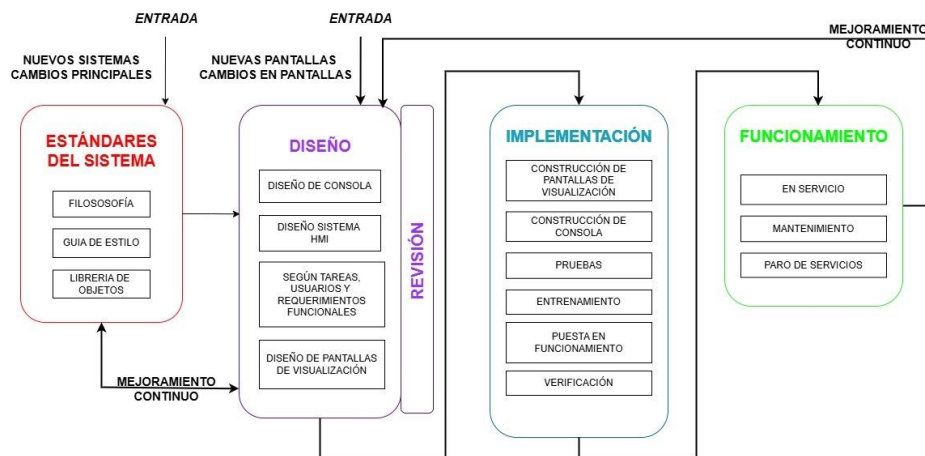 ENTRADA
NUEVOS SISTEMAS
CAMBIOS PRINCIPALES
ENTRADA
NUEVAS PANTALLAS
CAMBIOS EN PANTALLAS
MEJORAMIENTO
CONTINUO
ESTÁNDARES
DEL SISTEMA
FILOSOSOFÍA
GUIA DE ESTILO
LIBRERIA DE
OBJETOS
MEJORAMIENTO
CONTINUO
DISEÑO
DISEÑO DE CONSOLA
DISEÑO SISTEMA
HMI
SEGÚN TAREAS,
USUARIOS Y
REQUERIMIENTOS
FUNCIONALES
DISEÑO DE PANTALLAS
DE VISUALIZACIÓN
REVISIÓN
IMPLEMENTACIÓN
CONSTRUCCIÓN DE
PANTALLAS DE
VISUALIZACIÓN
CONSTRUCCIÓN DE
CONSOLA
PRUEBAS
ENTRENAMIENTO
PUESTA EN
FUNCIONAMIENTO
VERIFICACIÓN
FUNCIONAMIENTO
EN SERVICIO
MANTENIMIENTO
PARO DE SERVICIOS